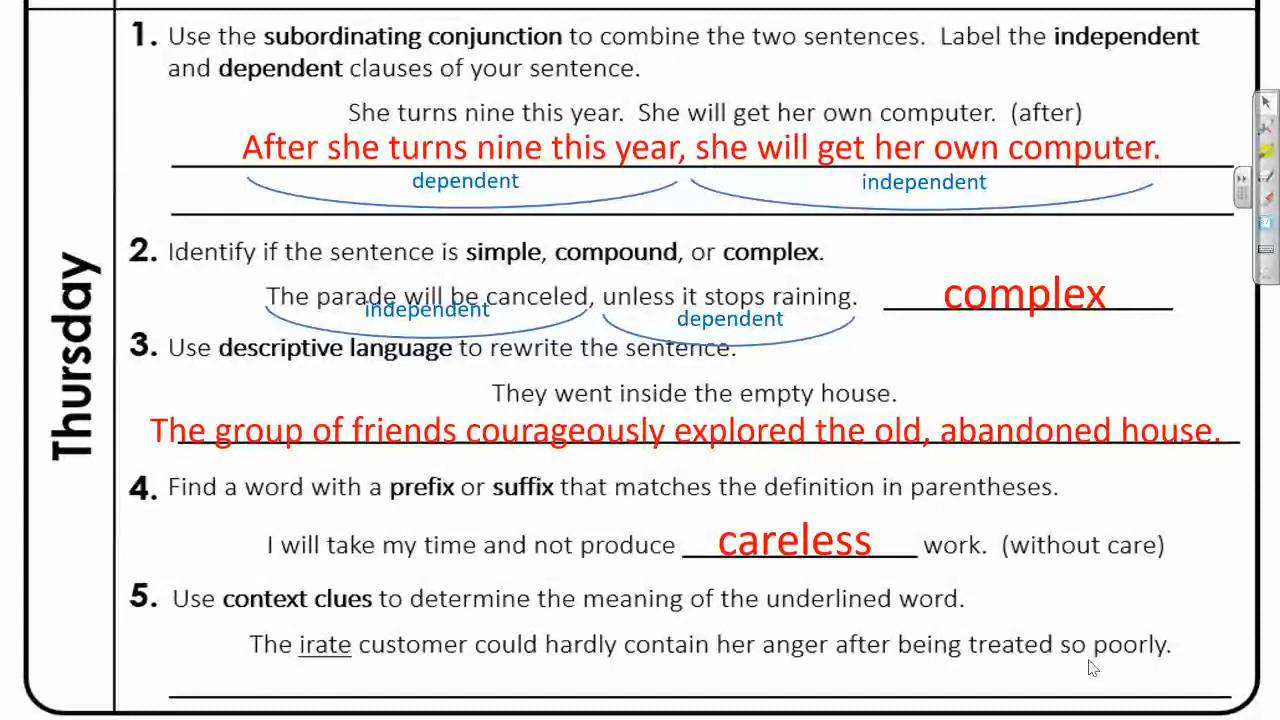 Thursday
1. Use the subordinating conjunction to combine the two sentences. Label the independent
and dependent clauses of your sentence.
She turns nine this year. She will get her own computer. (after)
After she turns nine this year, she will get her own computer.
dependent independent
2. Identify if the sentence is simple, compound, or complex.
The parade will be canceled, unless it stops raining. complex
independent dependent
3. Use descriptive language to rewrite the sentence.
They went inside the empty house.
The group of friends courageously explored the old, abandoned house.
4. Find a word with a prefix or suffix that matches the definition in parentheses.
I will take my time and not produce careless work. (without care)
5. Use context clues to determine the meaning of the underlined word.
The irate customer could hardly contain her anger after being treated so poorly.